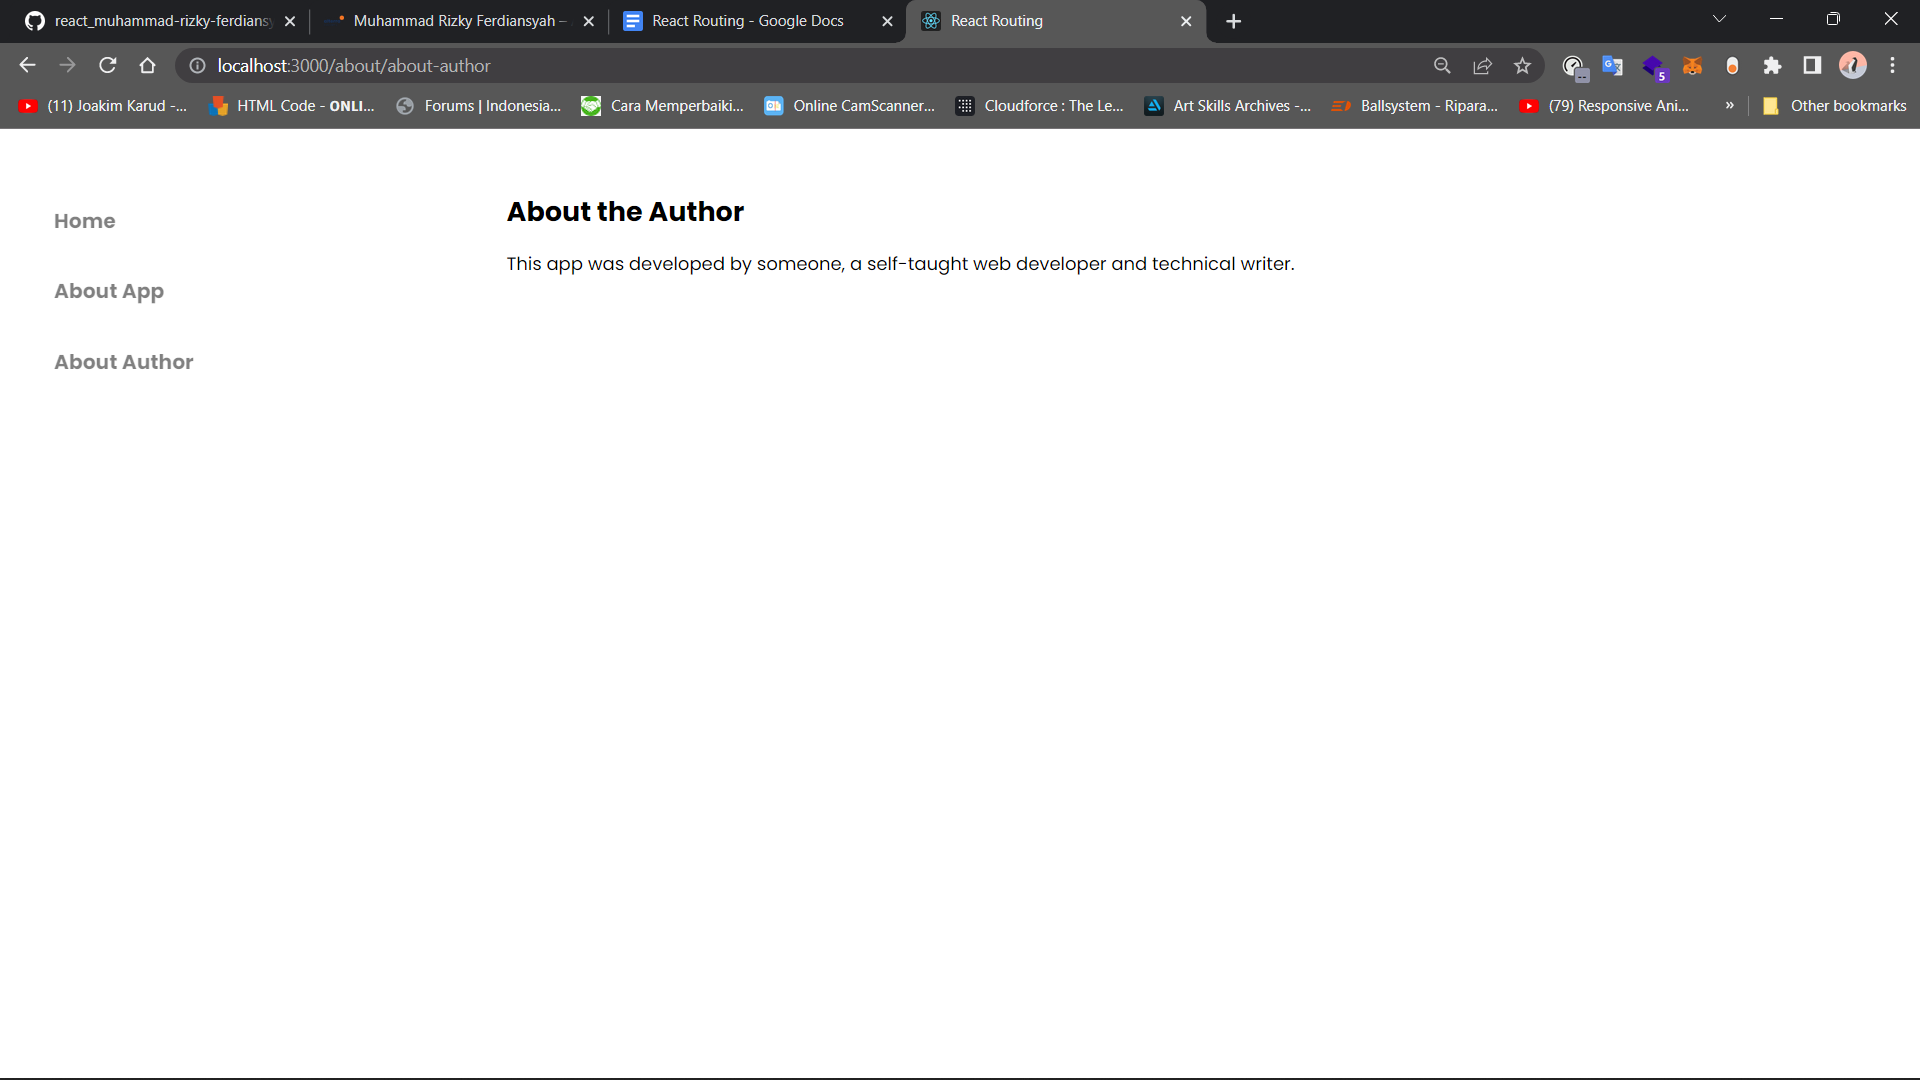 react_muhammad-rizky-ferdians
Muhammad Rizky Ferdiansyah –
React Routing - Google Docs
React Routing
localhost:3000/about/about-author
5
(11) Joakim Karud -...
HTML Code - ONLI...
Forums | Indonesia...
Cara Memperbaiki...
Online CamScanner...
Cloudforce : The Le...
Art Skills Archives -...
Ballsystem - Ripara...
(79) Responsive Ani...
»
Other bookmarks
Home
About App
About Author
About the Author
This app was developed by someone, a self-taught web developer and technical writer.